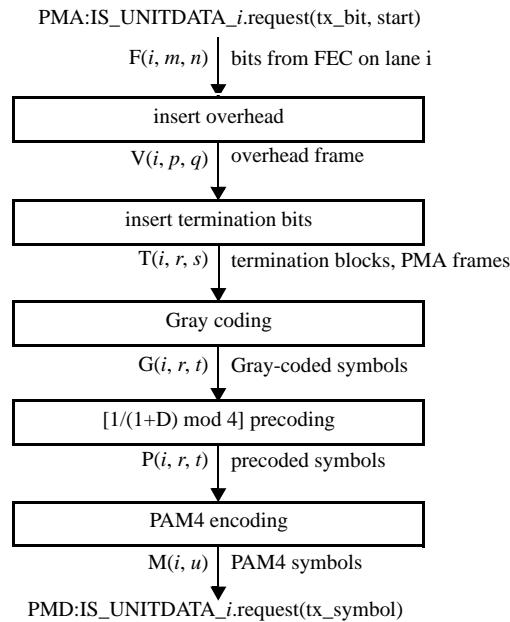 PMA:IS_UNITDATA_i.request(tx_bit, start)
F(i, m, n) bits from FEC on lane i
insert overhead
V(i, p, q) overhead frame
insert termination bits
T(i, r, s) termination blocks, PMA frames
Gray coding
G(i, r, t) Gray-coded symbols
[1/(1+D) mod 4] precoding
P(i, r, t) precoded symbols
PAM4 encoding
M(i, u) PAM4 symbols
PMD:IS_UNITDATA_i.request(tx_symbol)